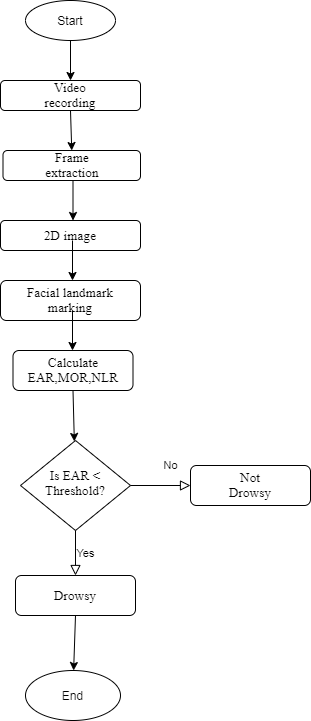 Start
Video
recording
Frame
extraction
2D image
Facial landmark
marking
Calculate
EAR,MOR,NLR
Is EAR <
Threshold?
No
Not
Drowsy
Yes
Drowsy
End